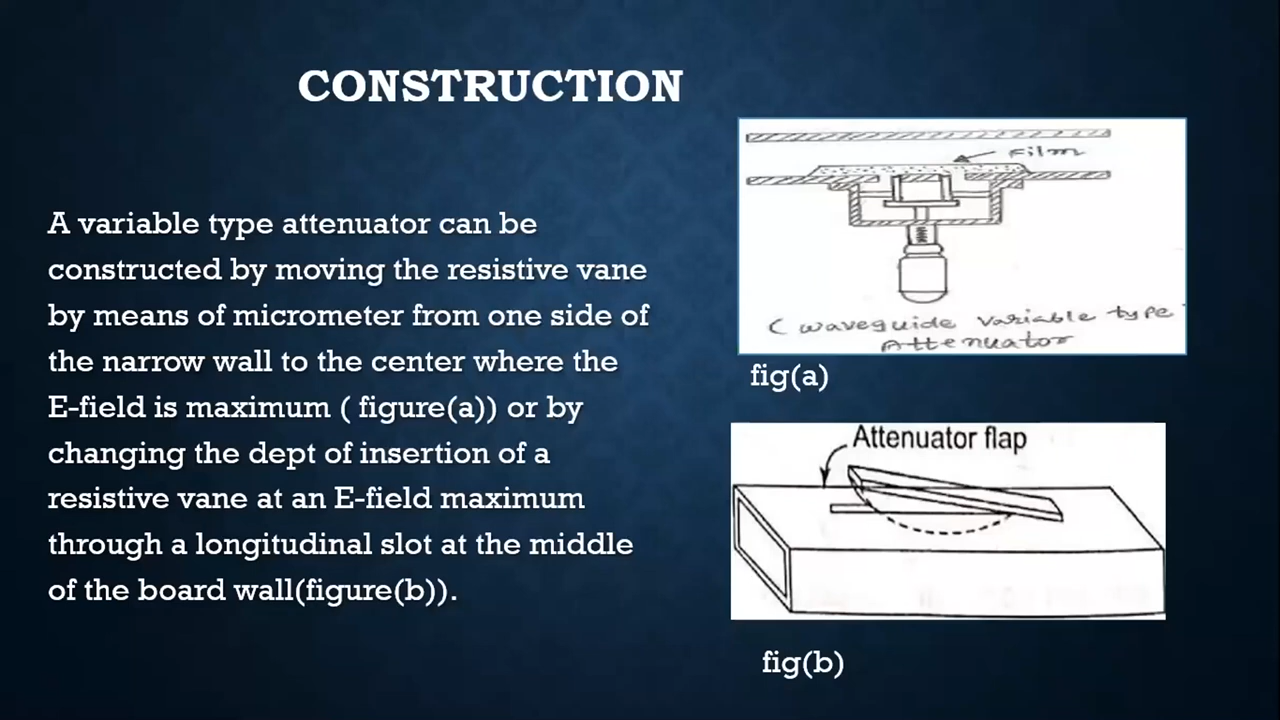 CONSTRUCTION
A variable type attenuator can be
constructed by moving the resistive vane
by means of micrometer from one side of
the narrow wall to the center where the
E-field is maximum ( figure(a)) or by
changing the dept of insertion of a
resistive vane at an E-field maximum
through a longitudinal slot at the middle
of the board wall(figure(b)).
Film
( waveguide variable type
Attenuator
fig(a)
Attenuator flap
fig(b)